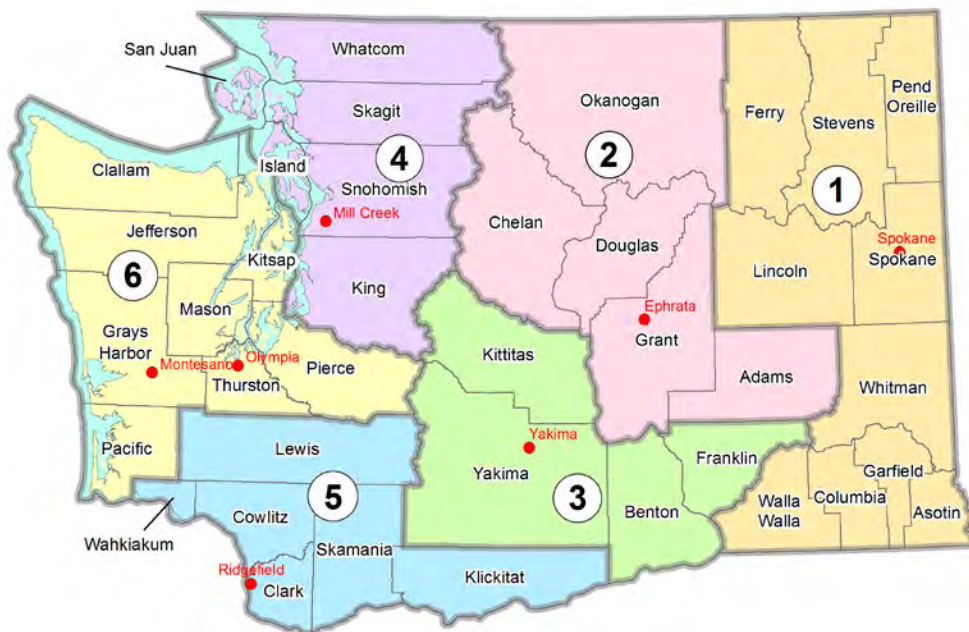 San Juan
Whatcom
Skagit
Island
4
Snohomish
Mill Creek
King
Okanogan
2
Chelan
Douglas
Ephrata
Grant
Adams
Ferry
Stevens
Pend
Oreille
1
Spokane
Spokane
Lincoln
Whitman
Garfield
Columbia
Walla
Walla
Asotin
Clallam
Jefferson
Kitsap
6
Mason
Grays
Harbor
Montesano
Olympia
Thurston
Pierce
Pacific
Kittitas
Yakima
Yakima
3
Franklin
Benton
Lewis
5
Cowlitz
Wahkiakum
Skamania
Ridgefield
Clark
Klickitat